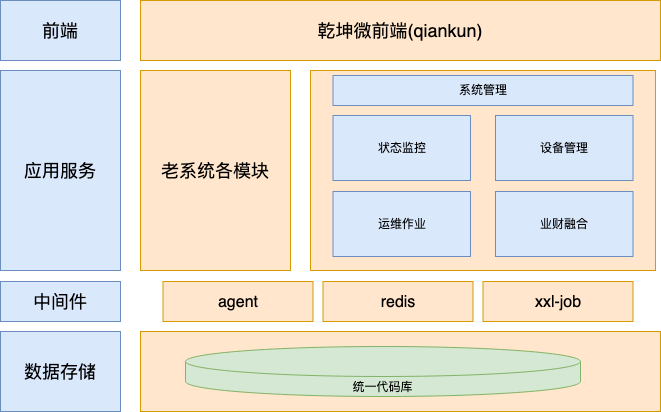 前端
乾坤微前端(qiankun)
应用服务
老系统各模块
系统管理
状态监控
设备管理
运维作业
业财融合
中间件
agent
redis
xxl-job
数据存储
统一代码库